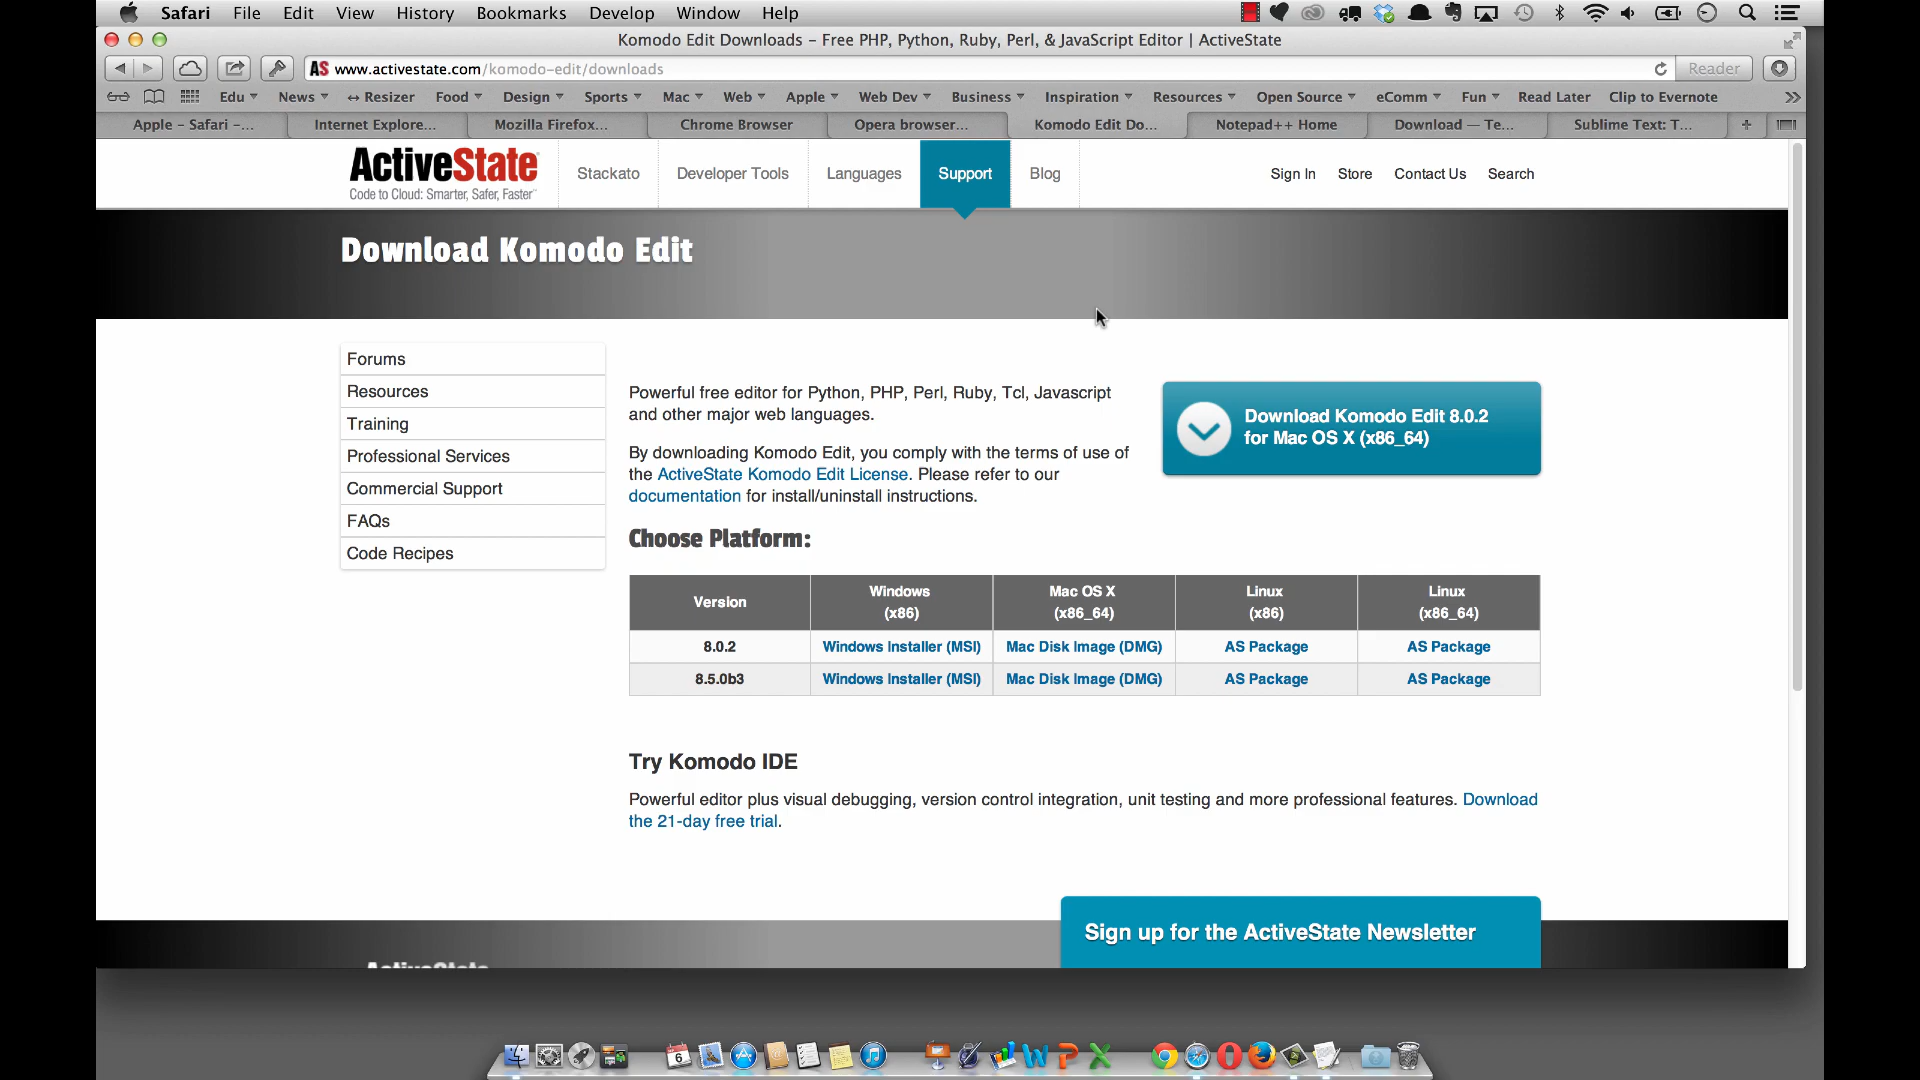 Safari File Edit View History Bookmarks Develop Window Help
Komodo Edit Downloads – Free PHP, Python, Ruby, Perl, & JavaScript Editor | ActiveState
AS www.activestate.com/komodo-edit/downloads Reader
Edu News ↔ Resizer Food Design Sports Mac Web Apple Web Dev Business Inspiration Resources Open Source eComm Fun Read Later Clip to Evernote
Apple – Safari –... Internet Explore... Mozilla Firefox... Chrome Browser Opera browser... Komodo Edit Do... Notepad++ Home Download — Te... Sublime Text: T...
ActiveState
Code to Cloud: Smarter, Safer, Faster™
Stackato Developer Tools Languages Support Blog Sign In Store Contact Us Search
Download Komodo Edit
Forums
Resources
Training
Professional Services
Commercial Support
FAQs
Code Recipes
Powerful free editor for Python, PHP, Perl, Ruby, Tcl, Javascript
and other major web languages.
By downloading Komodo Edit, you comply with the terms of use of
the ActiveState Komodo Edit License. Please refer to our
documentation for install/uninstall instructions.
Download Komodo Edit 8.0.2
for Mac OS X (x86_64)
Choose Platform:
Version Windows (x86) Mac OS X (x86_64) Linux (x86) Linux (x86_64)
8.0.2 Windows Installer (MSI) Mac Disk Image (DMG) AS Package AS Package
8.5.0b3 Windows Installer (MSI) Mac Disk Image (DMG) AS Package AS Package
Try Komodo IDE
Powerful editor plus visual debugging, version control integration, unit testing and more professional features. Download
the 21-day free trial.
Sign up for the ActiveState Newsletter
ActiveState
6